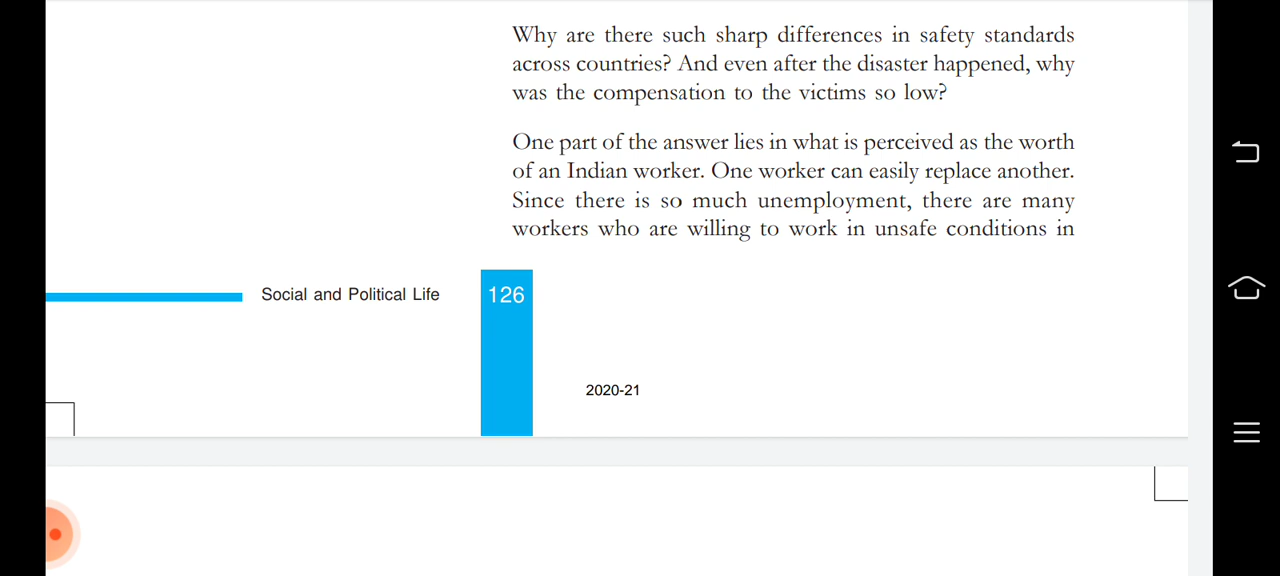 Why are there such sharp differences in safety standards
across countries? And even after the disaster happened, why
was the compensation to the victims so low?
One part of the answer lies in what is perceived as the worth
of an Indian worker. One worker can easily replace another.
Since there is so much unemployment, there are many
workers who are willing to work in unsafe conditions in
Social and Political Life
126
2020-21